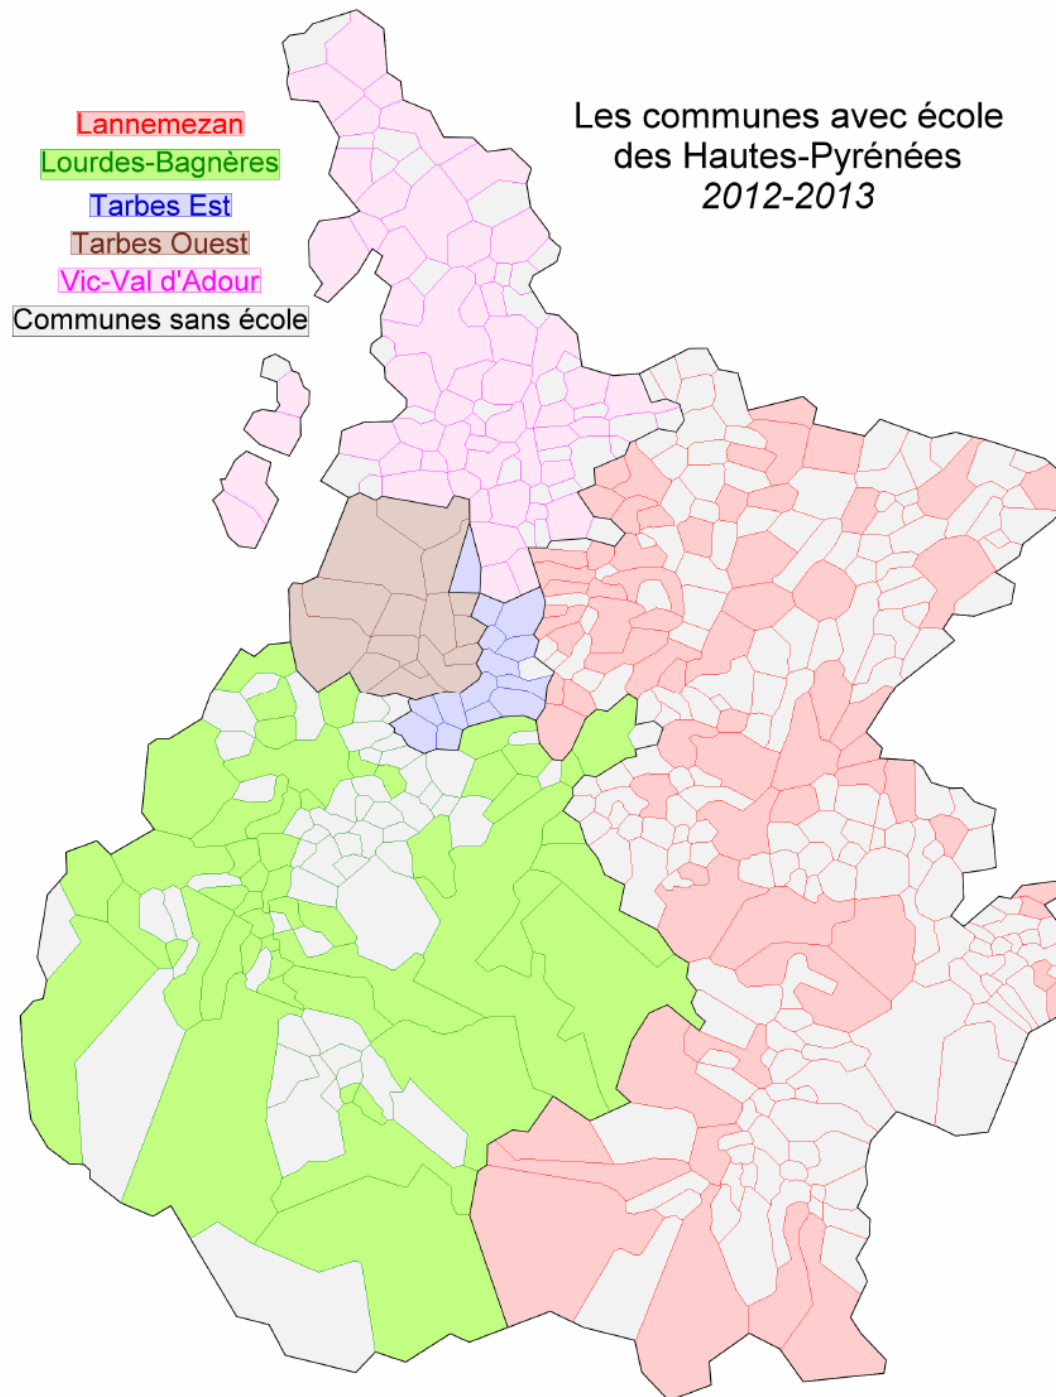 Les communes avec école
des Hautes-Pyrénées
2012-2013
Lannemezan
Lourdes-Bagnères
Tarbes Est
Tarbes Ouest
Vic-Val d'Adour
Communes sans école